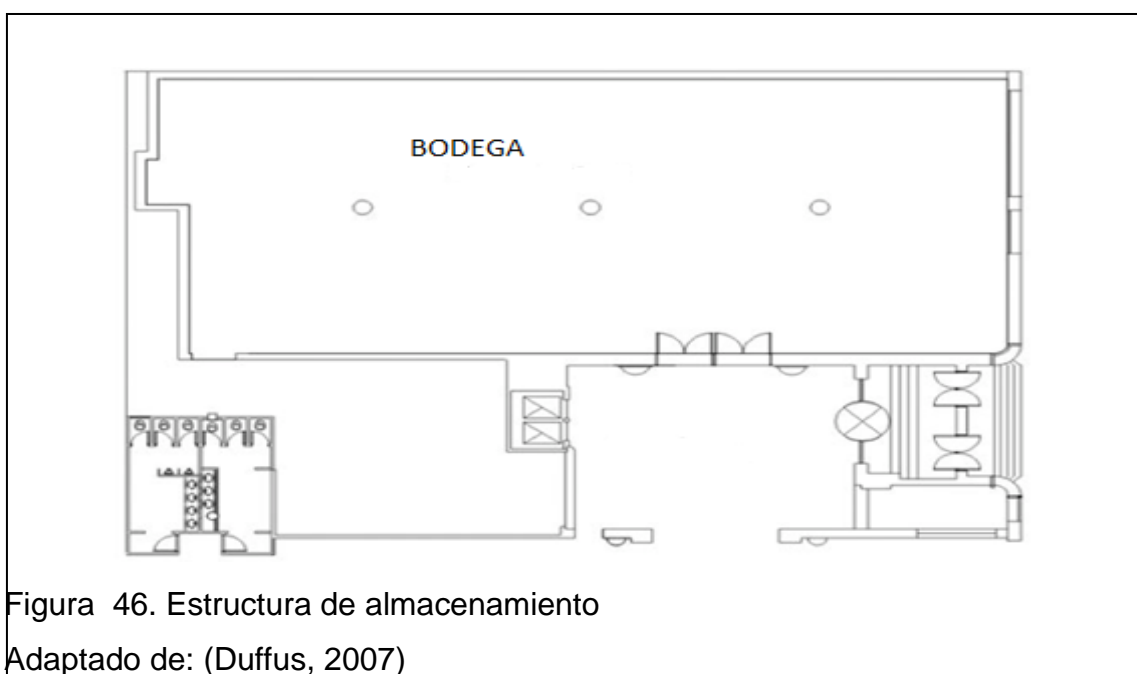 BODEGA
Figura 46. Estructura de almacenamiento
Adaptado de: (Duffus, 2007)